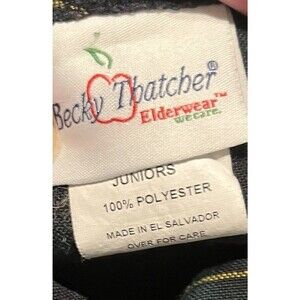 Becky Thatcher®
Elderwear™
we care.
JUNIORS
100% POLYESTER
MADE IN EL SALVADOR
OVER FOR CARE